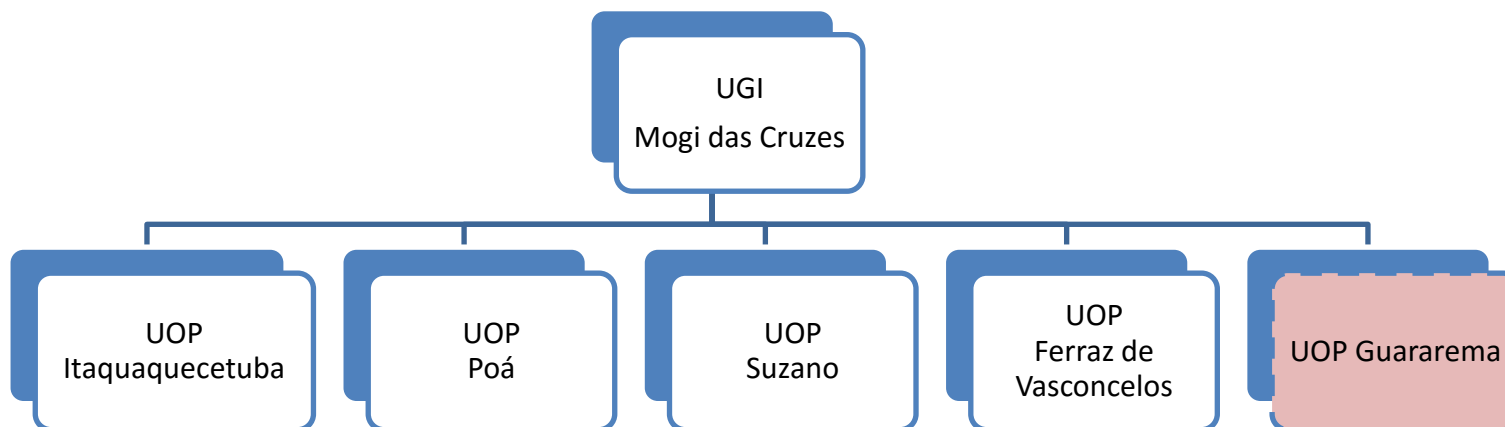 UGI
Mogi das Cruzes
UOP
Itaquaquecetuba
UOP
Poá
UOP
Suzano
UOP
Ferraz de
Vasconcelos
UOP Guararema